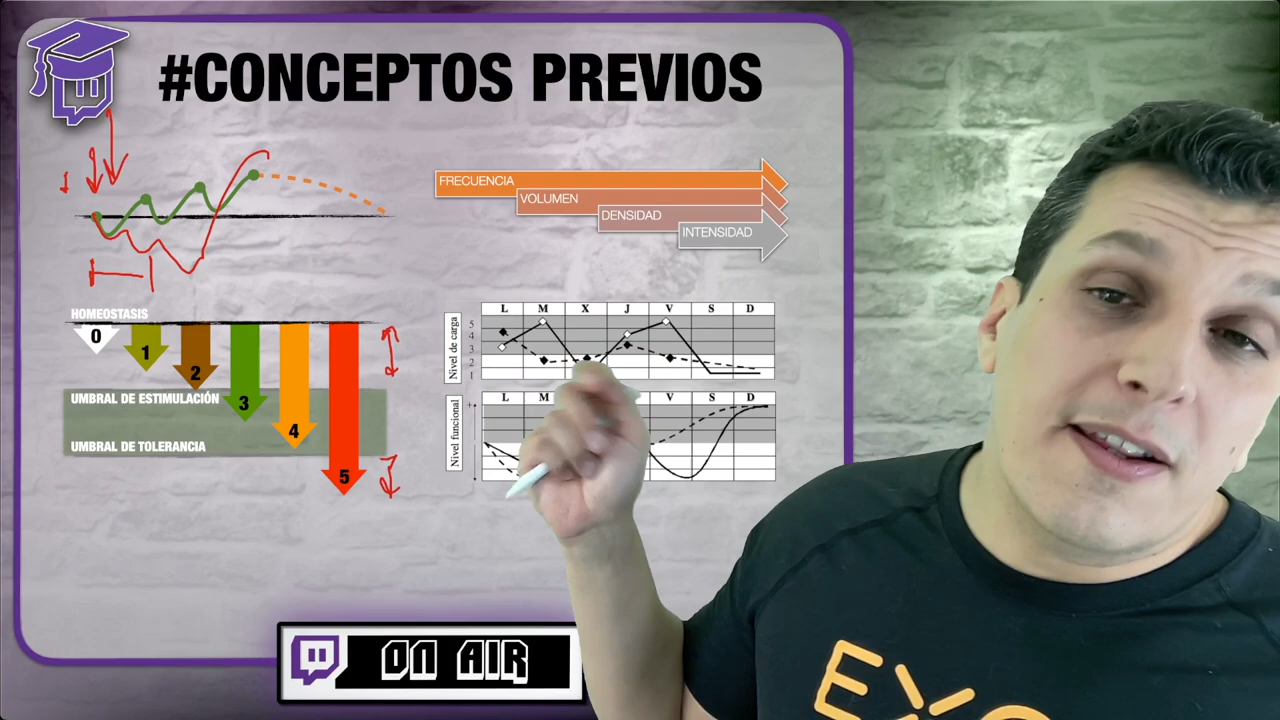 #CONCEPTOS PREVIOS
FRECUENCIA
VOLUMEN
DENSIDAD
INTENSIDAD
HOMEOSTASIS
0
1
2
3
4
5
UMBRAL DE ESTIMULACIÓN
UMBRAL DE TOLERANCIA
L M X J V S D
Nivel de carga
5
4
3
2
1
L M V S D
Nivel funcional
+
-
ON AIR
EXO